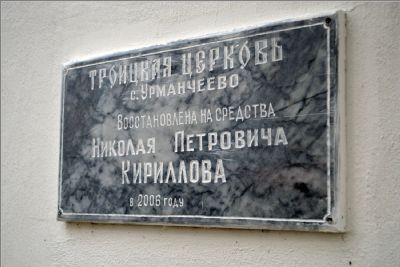 ТРОИЦКАЯ ЦЕРКОВЬ
с. УРМАНЧЕЕВО
ВОССТАНОВЛЕНА НА СРЕДСТВА
НИКОЛАЯ ПЕТРОВИЧА
КИРИЛЛОВА
в 2006 году